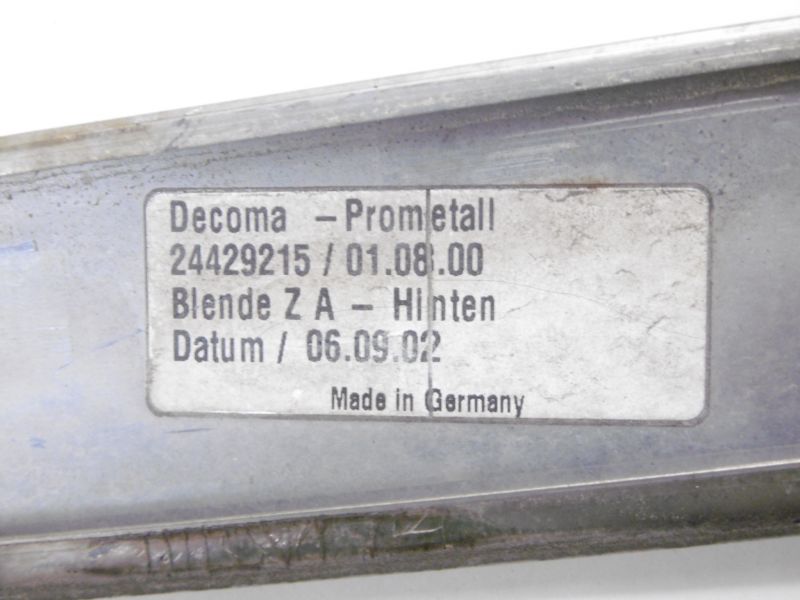 Decoma - Prometall
24429215 / 01.08.00
Blende Z A - Hinten
Datum / 06.09.02
Made in Germany